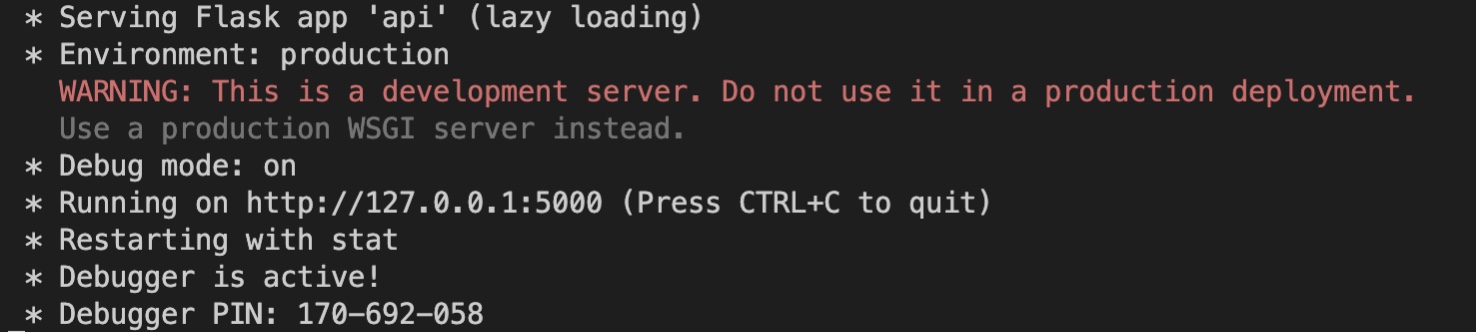 * Serving Flask app 'api' (lazy loading)
* Environment: production
WARNING: This is a development server. Do not use it in a production deployment.
Use a production WSGI server instead.
* Debug mode: on
* Running on http://127.0.0.1:5000 (Press CTRL+C to quit)
* Restarting with stat
* Debugger is active!
* Debugger PIN: 170-692-058